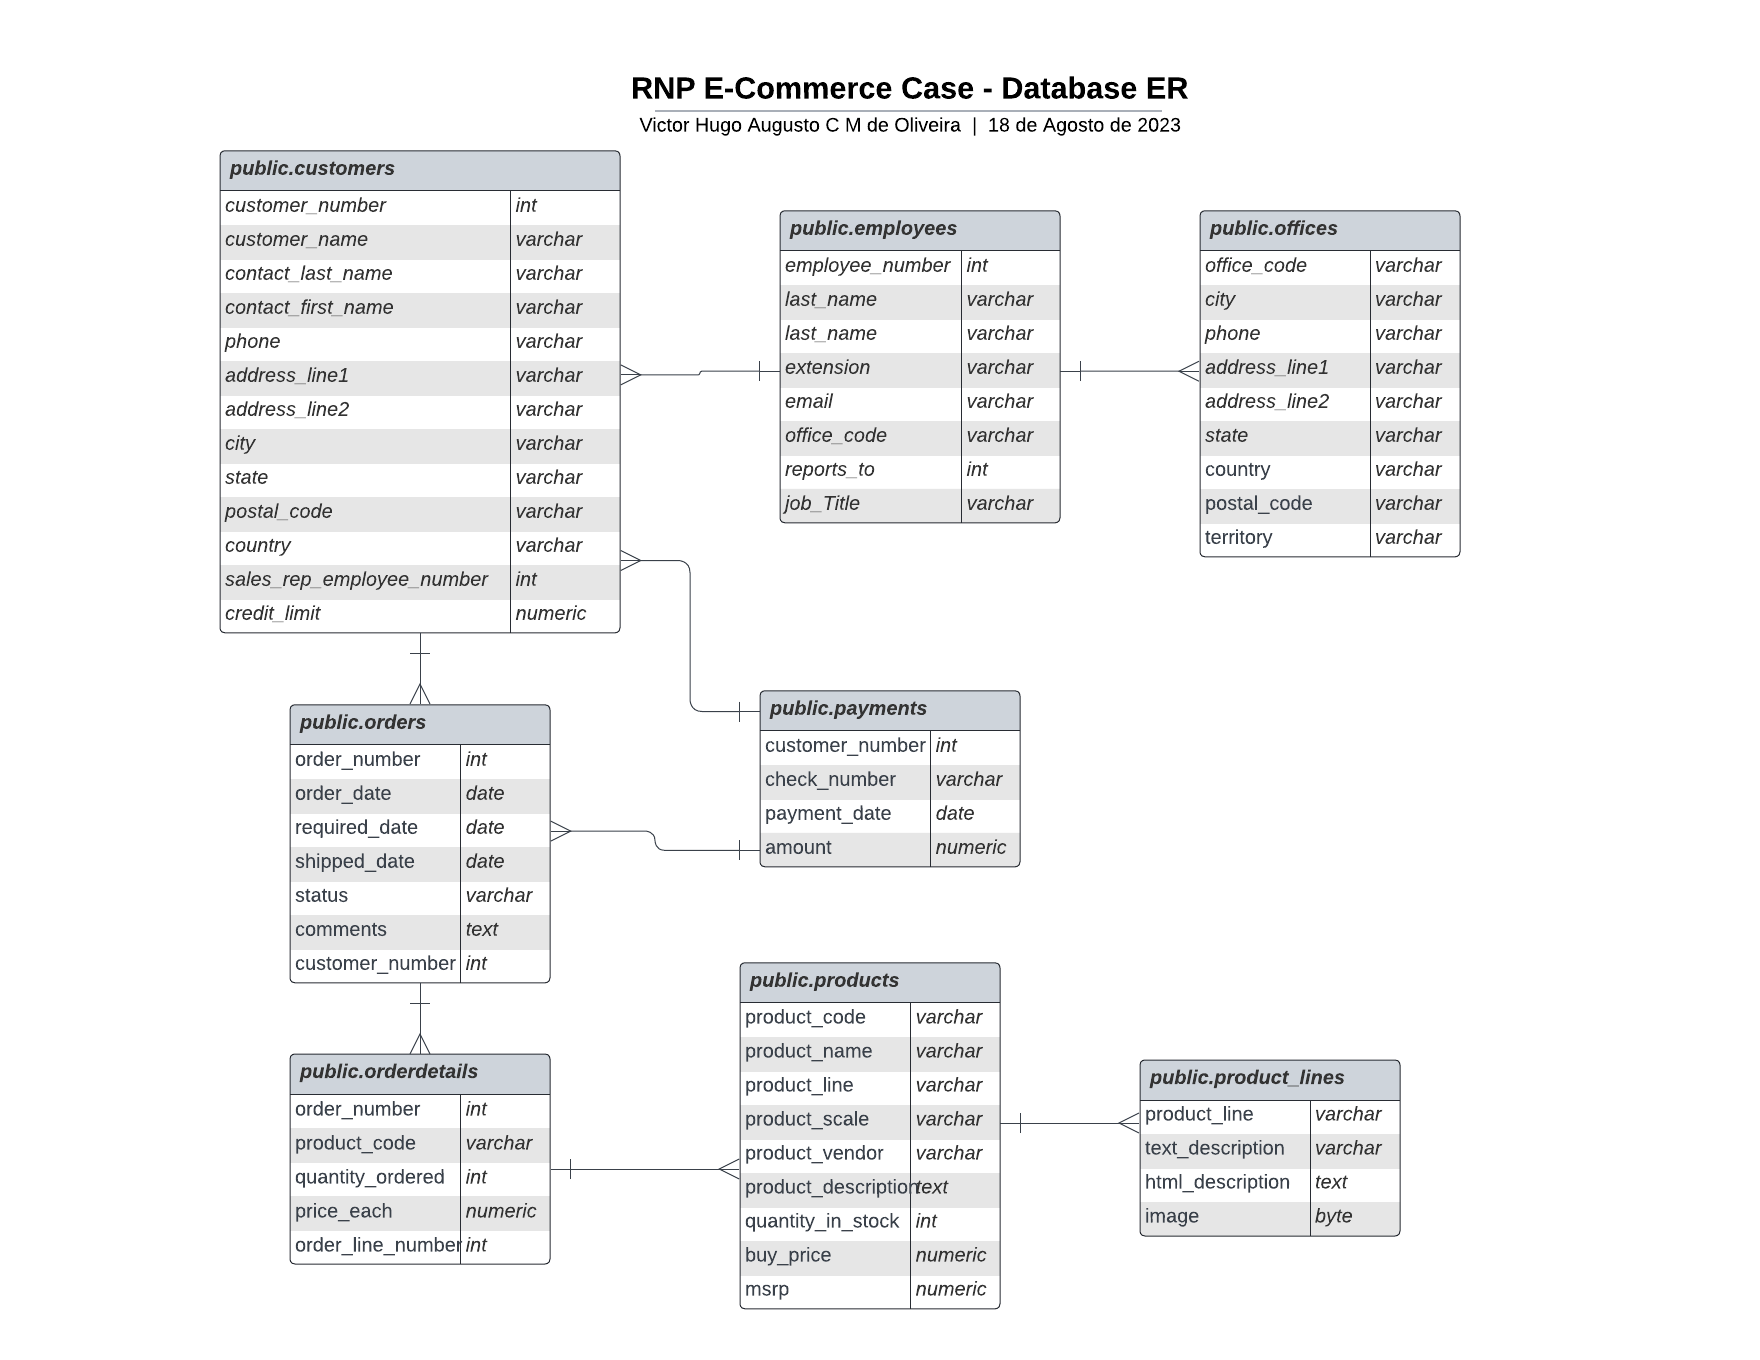 RNP E-Commerce Case - Database ER
Victor Hugo Augusto C M de Oliveira | 18 de Agosto de 2023
public.customers
customer_number int
customer_name varchar
contact_last_name varchar
contact_first_name varchar
phone varchar
address_line1 varchar
address_line2 varchar
city varchar
state varchar
postal_code varchar
country varchar
sales_rep_employee_number int
credit_limit numeric
public.employees
employee_number int
last_name varchar
last_name varchar
extension varchar
email varchar
office_code varchar
reports_to int
job_Title varchar
public.offices
office_code varchar
city varchar
phone varchar
address_line1 varchar
address_line2 varchar
state varchar
country varchar
postal_code varchar
territory varchar
public.orders
order_number int
order_date date
required_date date
shipped_date date
status varchar
comments text
customer_number int
public.payments
customer_number int
check_number varchar
payment_date date
amount numeric
public.orderdetails
order_number int
product_code varchar
quantity_ordered int
price_each numeric
order_line_number int
public.products
product_code varchar
product_name varchar
product_line varchar
product_scale varchar
product_vendor varchar
product_description text
quantity_in_stock int
buy_price numeric
msrp numeric
public.product_lines
product_line varchar
text_description varchar
html_description text
image byte